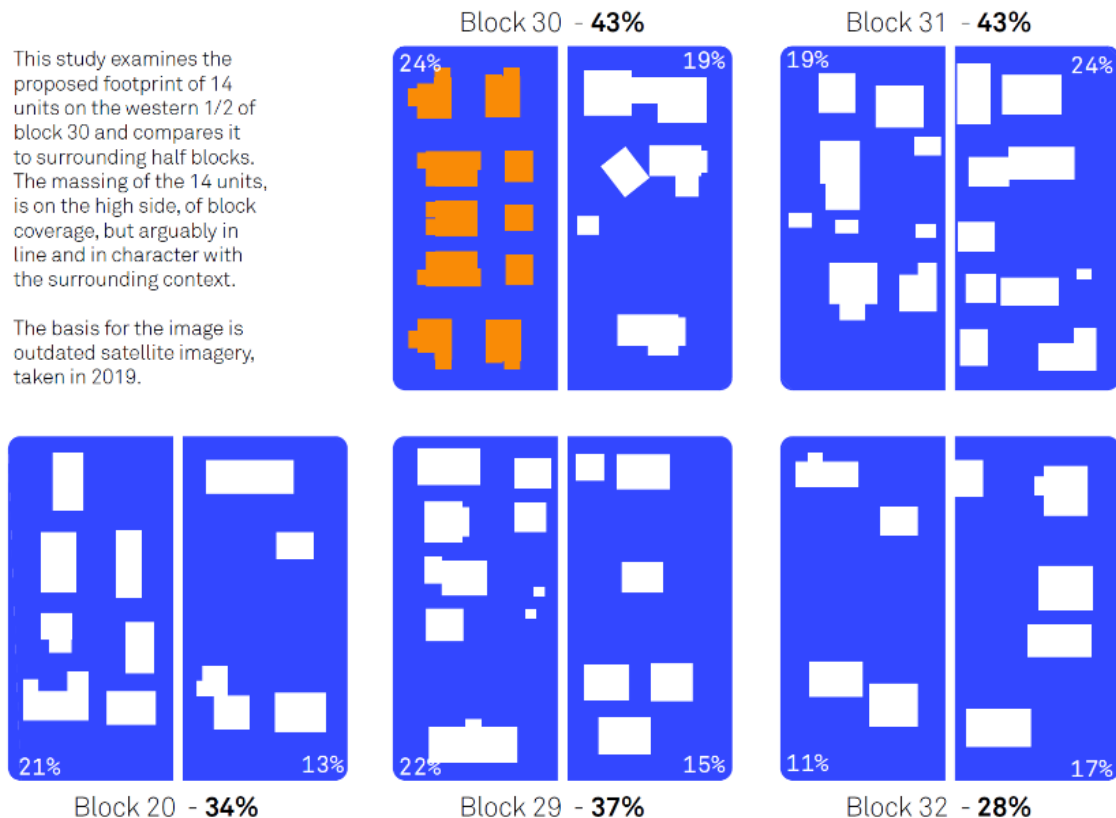 Block 30 - 43%
Block 31 - 43%
This study examines the
proposed footprint of 14
units on the western 1/2 of
block 30 and compares it
to surrounding half blocks.
The massing of the 14 units,
is on the high side, of block
coverage, but arguably in
line and in character with
the surrounding context.
The basis for the image is
outdated satellite imagery,
taken in 2019.
24%
19%
19%
24%
21%
13%
22%
15%
11%
17%
Block 20 - 34%
Block 29 - 37%
Block 32 - 28%